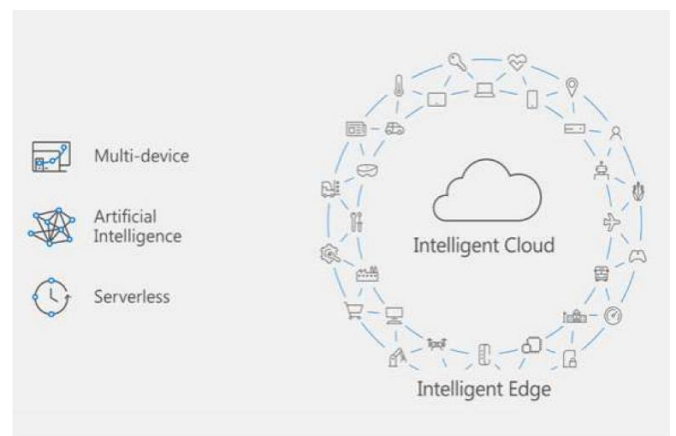 Multi-device
Artificial
Intelligence
Serverless
Intelligent Cloud
Intelligent Edge